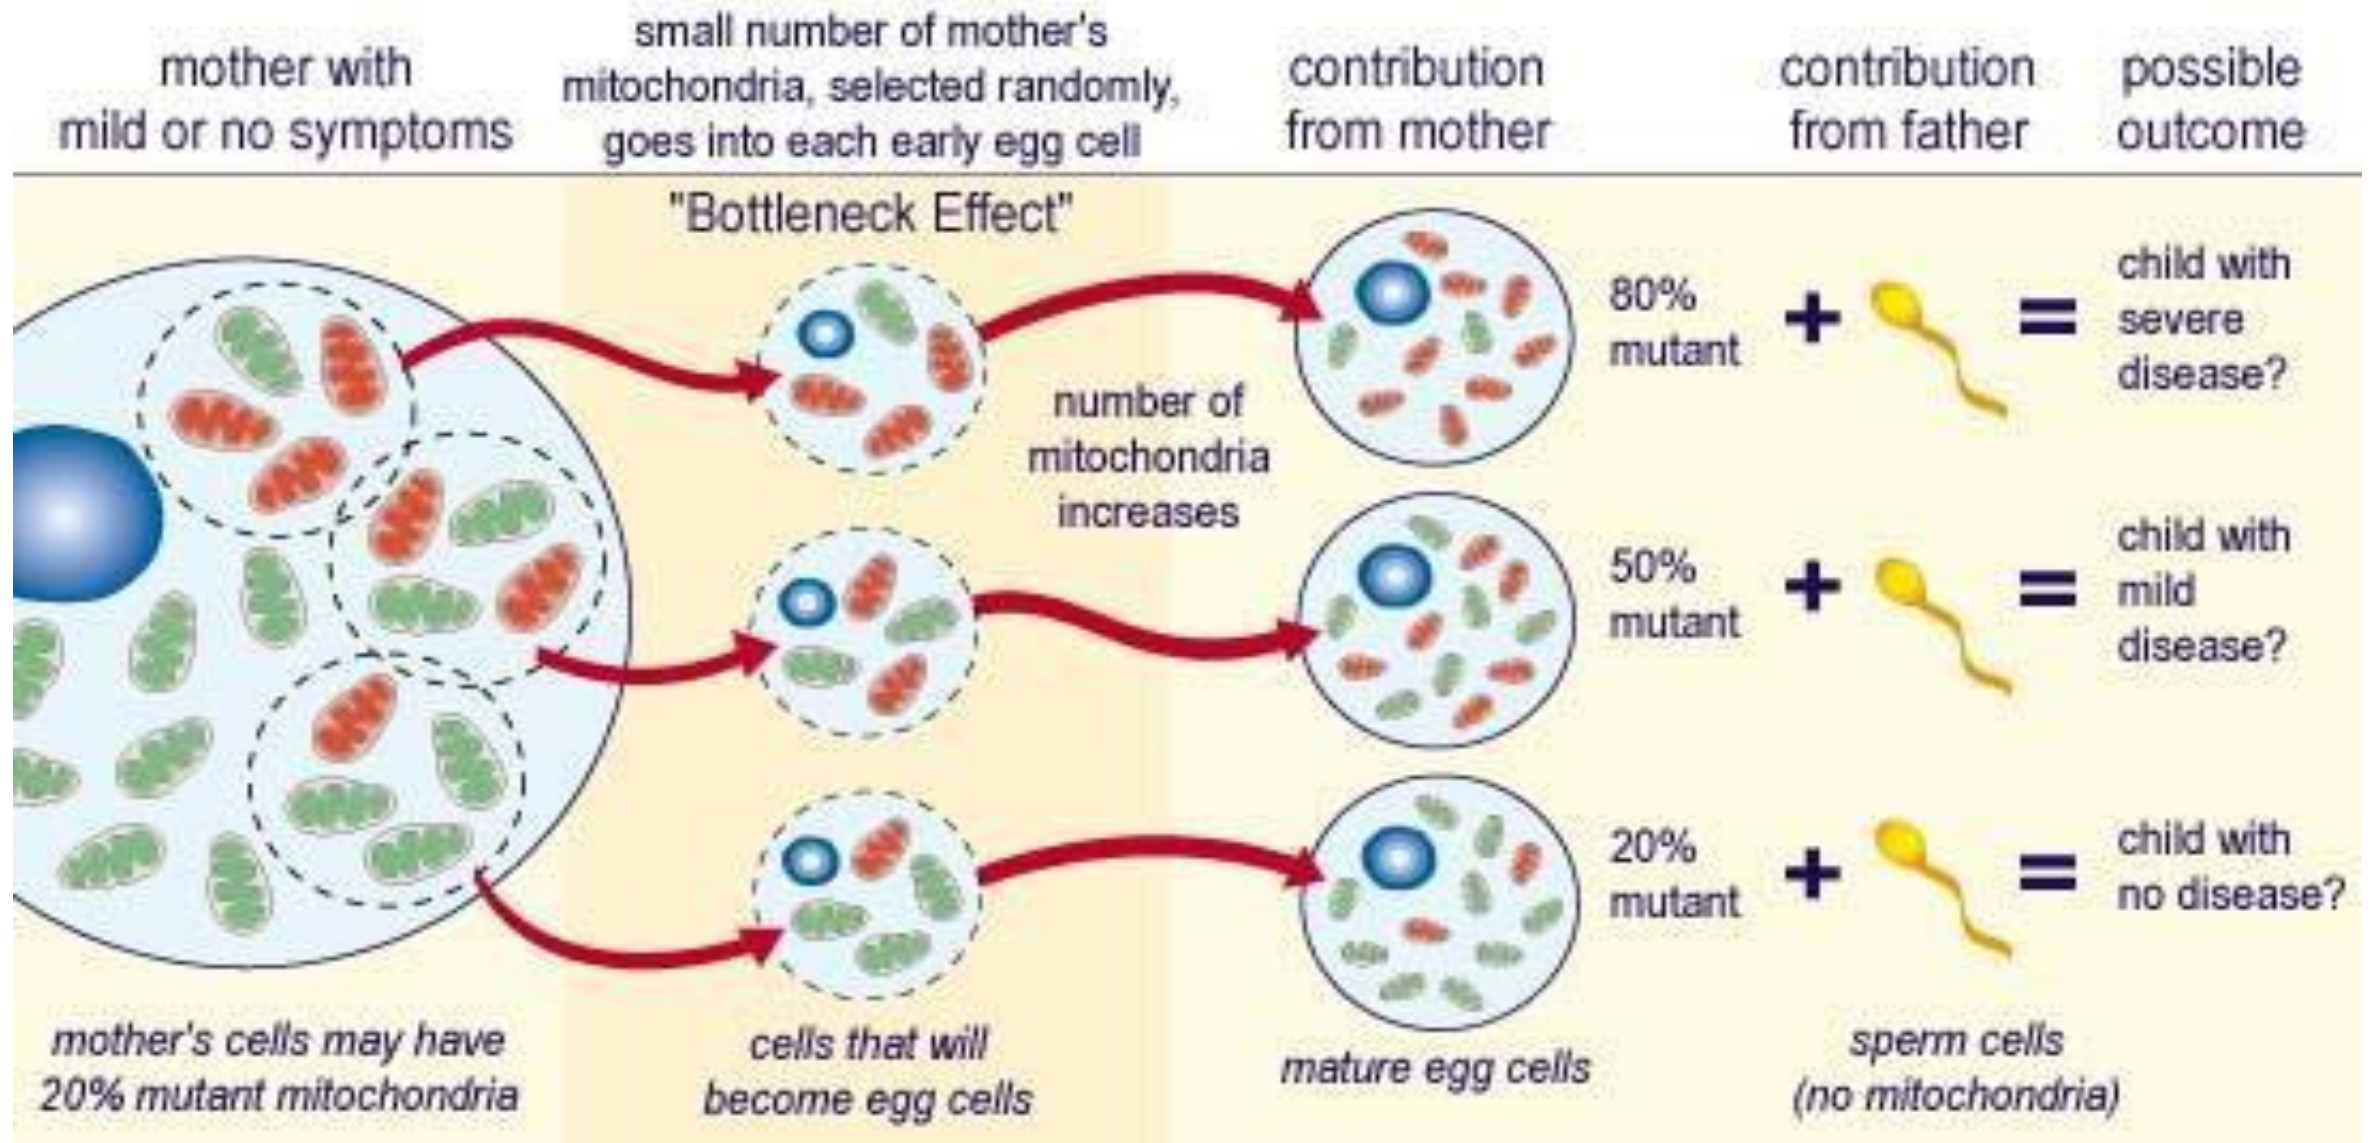 mother with
mild or no symptoms
small number of mother's
mitochondria, selected randomly,
goes into each early egg cell
contribution
from mother
contribution
from father
possible
outcome
"Bottleneck Effect"
number of
mitochondria
increases
80%
mutant
+
=
child with
severe
disease?
50%
mutant
+
=
child with
mild
disease?
20%
mutant
+
=
child with
no disease?
mother's cells may have
20% mutant mitochondria
cells that will
become egg cells
mature egg cells
sperm cells
(no mitochondria)